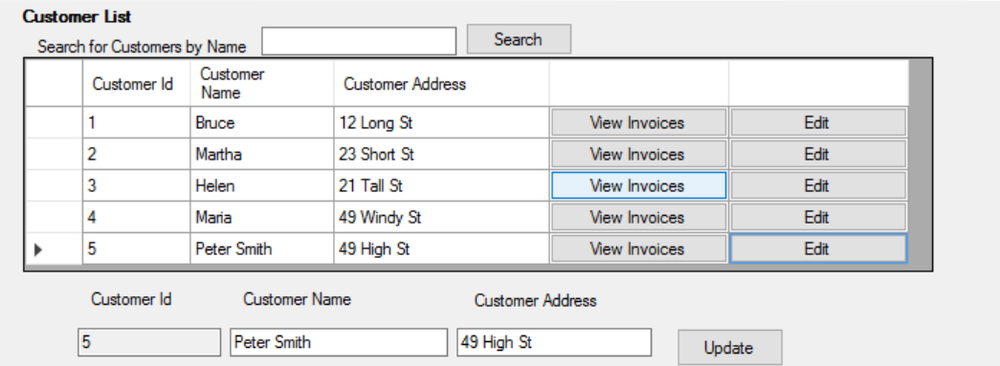 Customer List
Search for Customers by Name Search
Customer Id Customer Name Customer Address
1 Bruce 12 Long St View Invoices Edit
2 Martha 23 Short St View Invoices Edit
3 Helen 21 Tall St View Invoices Edit
4 Maria 49 Windy St View Invoices Edit
5 Peter Smith 49 High St View Invoices Edit
Customer Id Customer Name Customer Address
5 Peter Smith 49 High St Update